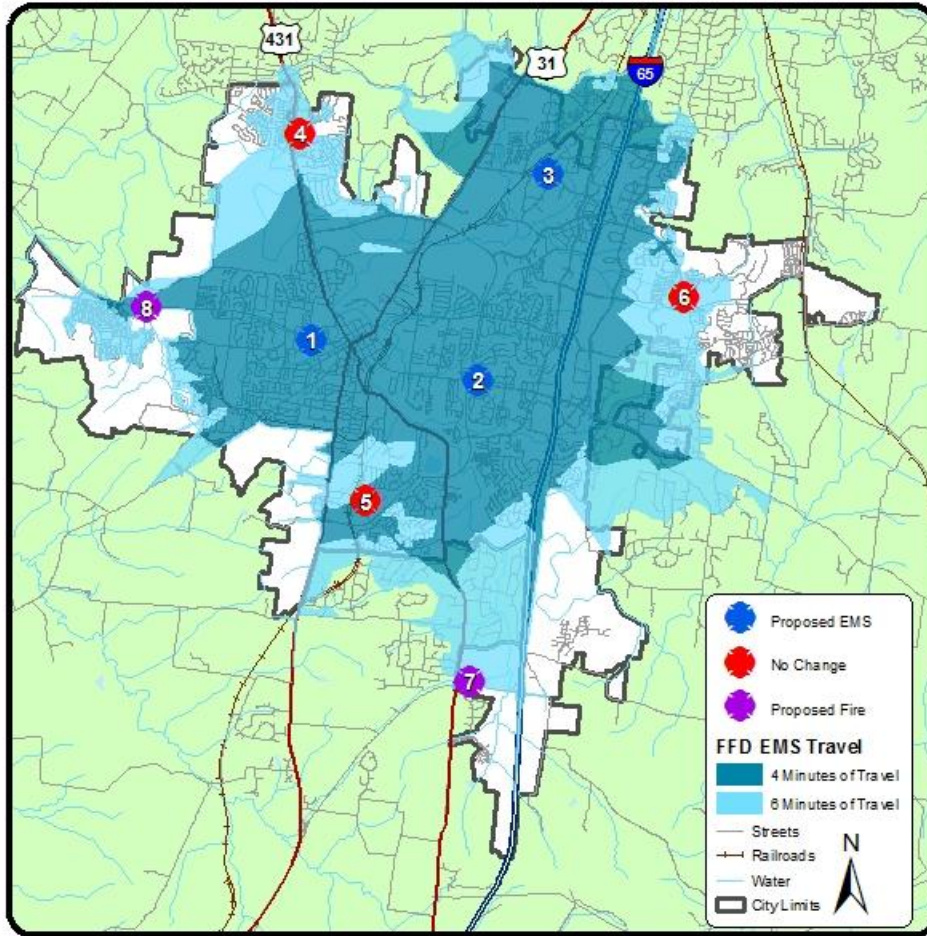 431
31
65
4
3
6
8
1
2
5
7
Proposed EMS
No Change
Proposed Fire
FFD EMS Travel
4 Minutes of Travel
6 Minutes of Travel
Streets
Railroads
Water
City Limits
N